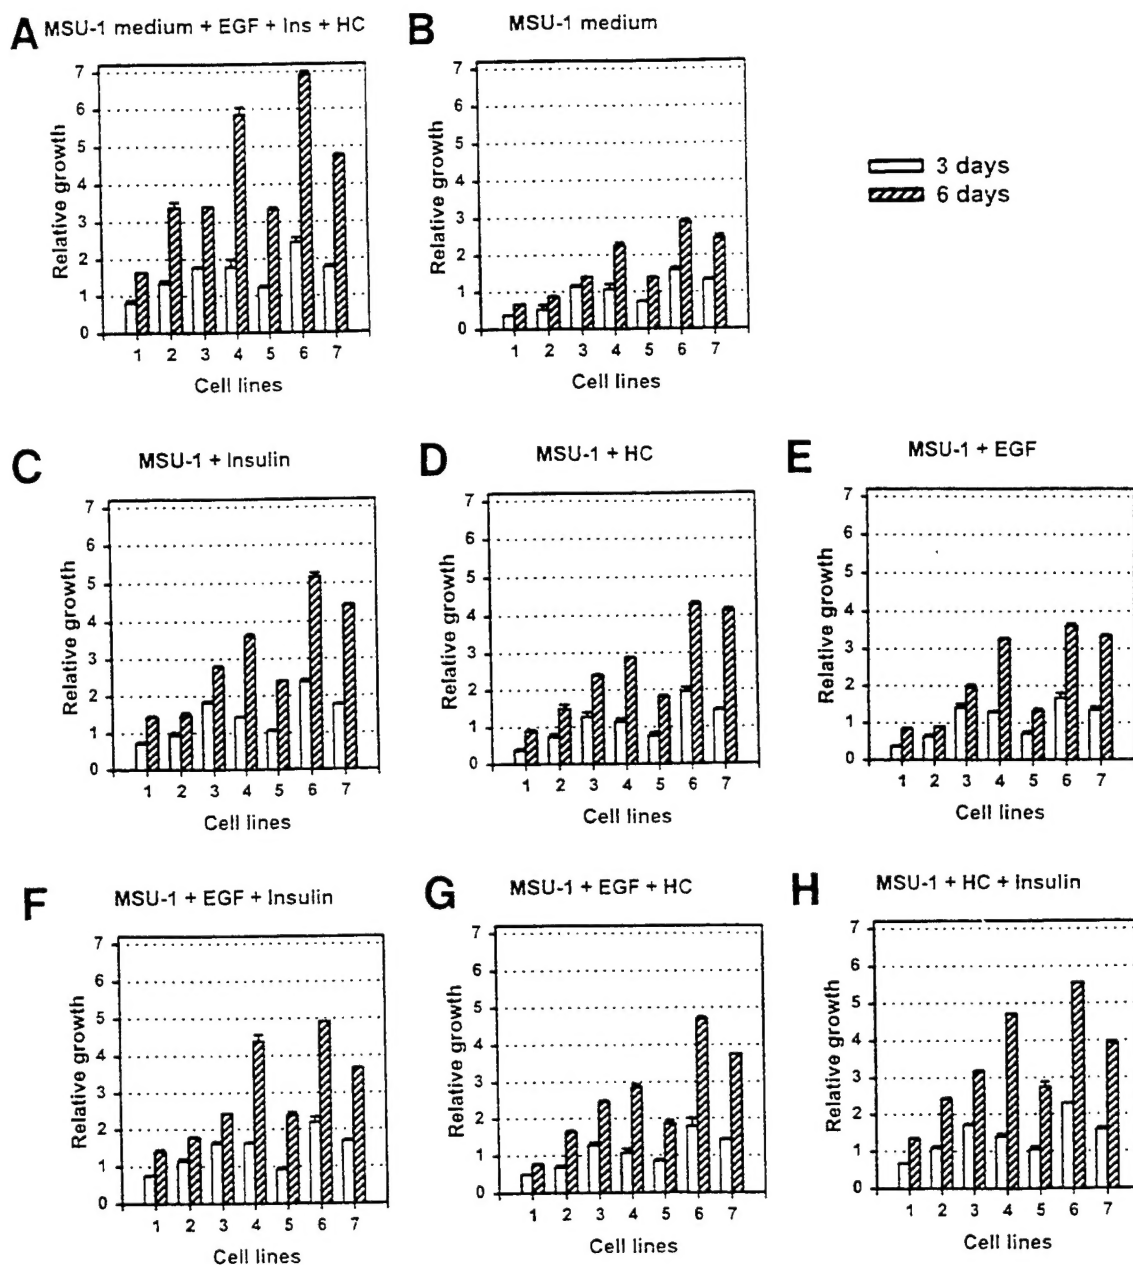 A MSU-1 medium + EGF + Ins + HC
Relative growth
7
6
5
4
3
2
1
0
1 2 3 4 5 6 7
Cell lines
B MSU-1 medium
Relative growth
7
6
5
4
3
2
1
0
1 2 3 4 5 6 7
Cell lines
3 days
6 days
C MSU-1 + Insulin
Relative growth
7
6
5
4
3
2
1
0
1 2 3 4 5 6 7
Cell lines
D MSU-1 + HC
Relative growth
7
6
5
4
3
2
1
0
1 2 3 4 5 6 7
Cell lines
E MSU-1 + EGF
Relative growth
7
6
5
4
3
2
1
0
1 2 3 4 5 6 7
Cell lines
F MSU-1 + EGF + Insulin
Relative growth
7
6
5
4
3
2
1
0
1 2 3 4 5 6 7
Cell lines
G MSU-1 + EGF + HC
Relative growth
7
6
5
4
3
2
1
0
1 2 3 4 5 6 7
Cell lines
H MSU-1 + HC + Insulin
Relative growth
7
6
5
4
3
2
1
0
1 2 3 4 5 6 7
Cell lines